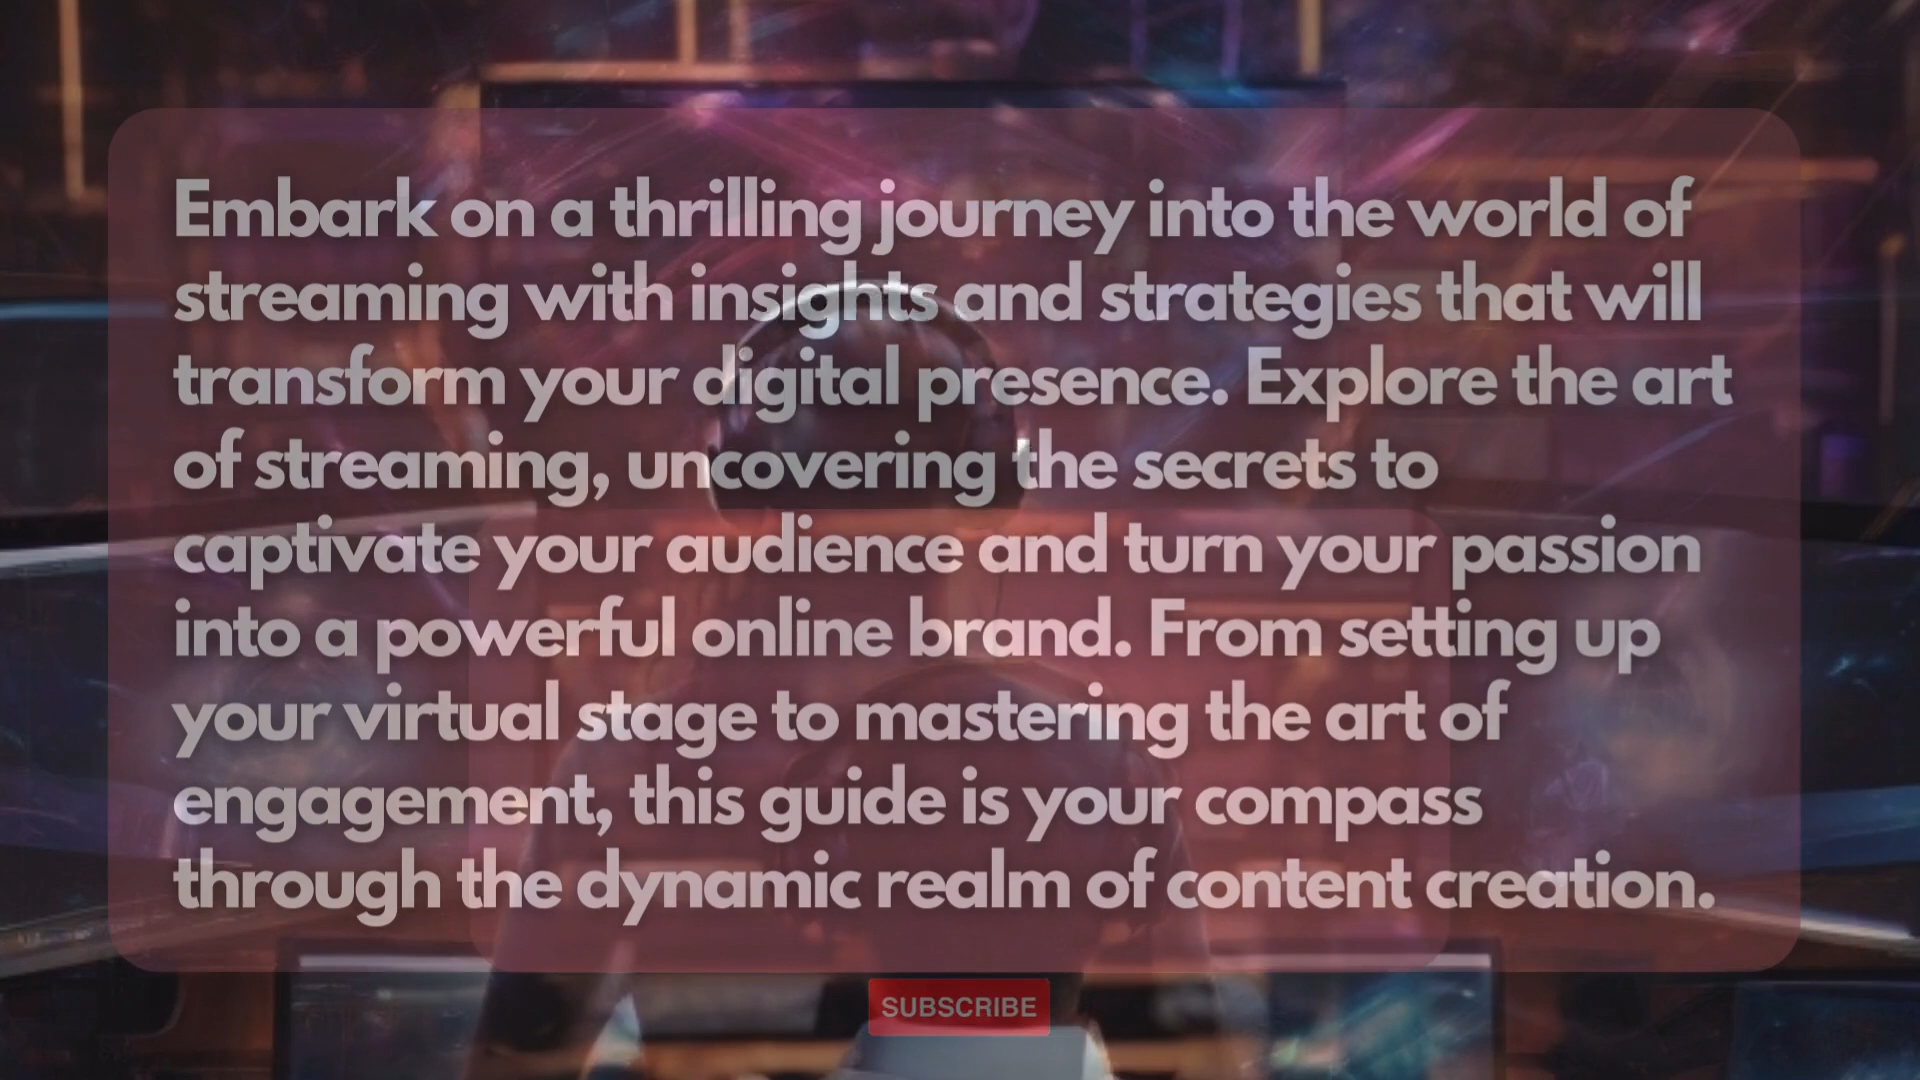 Embark on a thrilling journey into the world of
streaming with insights and strategies that will
transform your digital presence. Explore the art
of streaming, uncovering the secrets to
captivate your audience and turn your passion
into a powerful online brand. From setting up
your virtual stage to mastering the art of
engagement, this guide is your compass
through the dynamic realm of content creation.
SUBSCRIBE